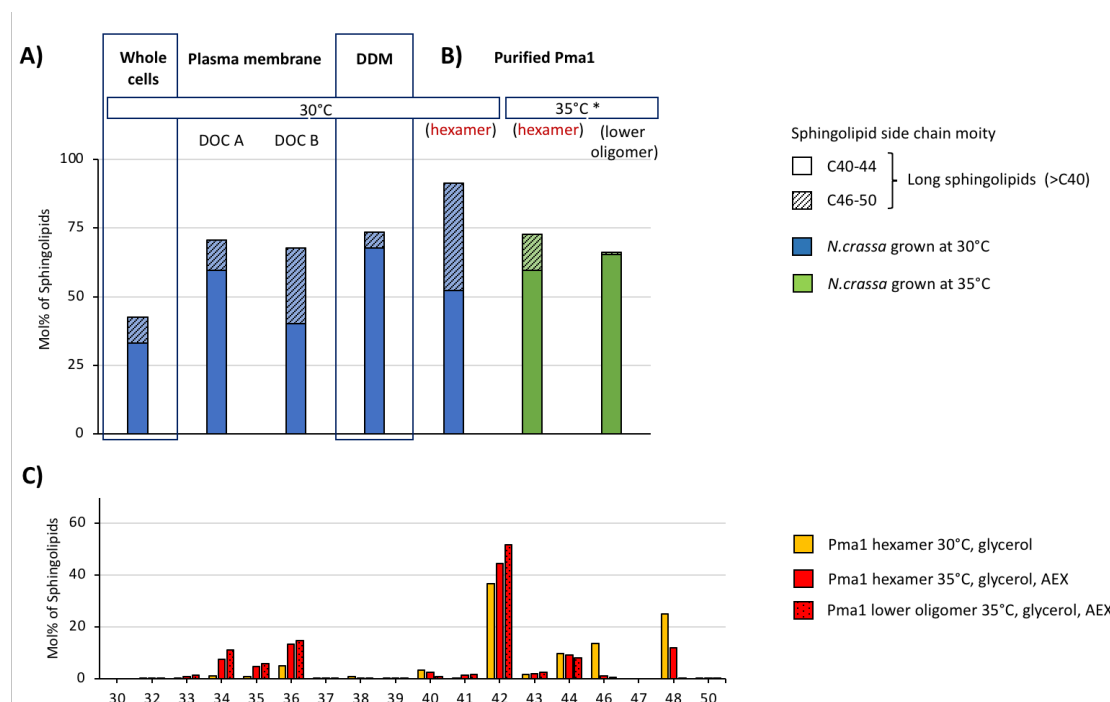 A)
Whole
cells
Plasma membrane
DDM
B)
Purified Pma1
30°C
35°C *
DOC A
DOC B
(hexamer)
(hexamer)
(lower
oligomer)
Mol% of Sphingolipids
100
75
50
25
0
Sphingolipid side chain moity
C40-44
C46-50
Long sphingolipids (>C40)
N.crassa grown at 30°C
N.crassa grown at 35°C
C)
Mol% of Sphingolipids
60
40
20
0
30 32 33 34 35 36 37 38 39 40 41 42 43 44 46 47 48 50
Pma1 hexamer 30°C, glycerol
Pma1 hexamer 35°C, glycerol, AEX
Pma1 lower oligomer 35°C, glycerol, AEX